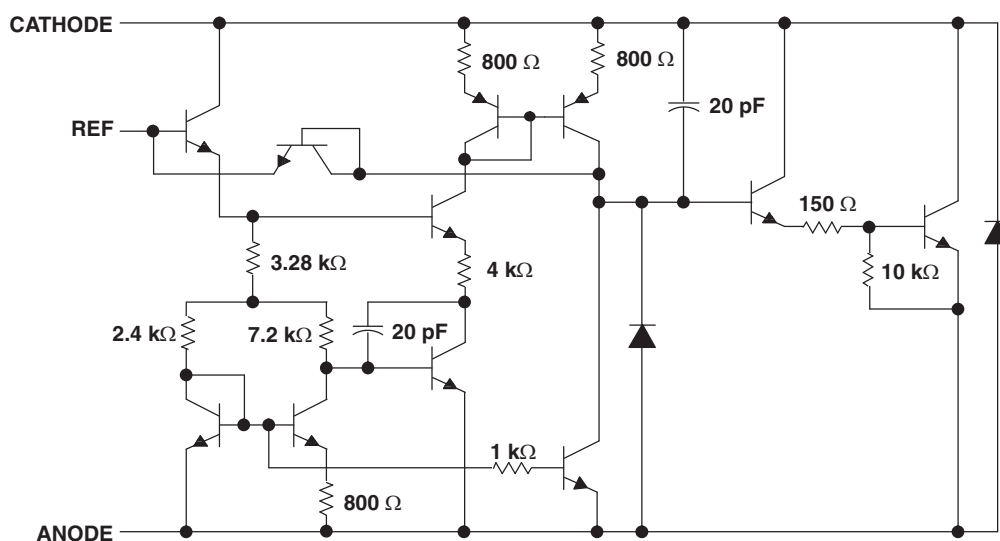 CATHODE
800 Ω
800 Ω
20 pF
REF
150 Ω
3.28 kΩ
4 kΩ
10 kΩ
2.4 kΩ
7.2 kΩ
20 pF
1 kΩ
800 Ω
ANODE